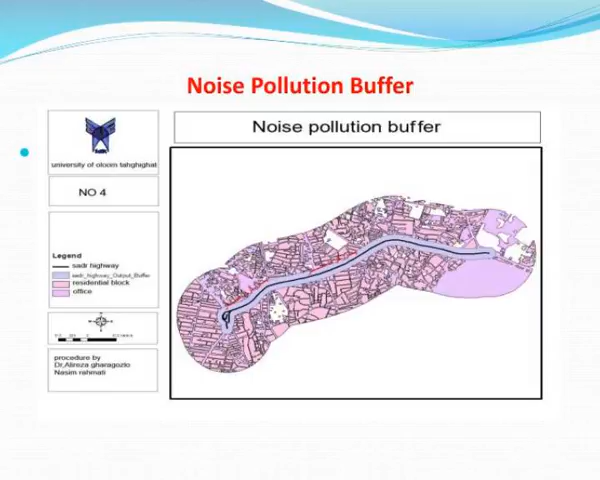 Noise Pollution Buffer
Noise pollution buffer
university of oloom tahghighat
NO 4
Legend
sadr highway
sadr_highway_Output_Buffer
residential block
office
procedure by
Dr,Alireza gharagozlo
Nasim rahmati